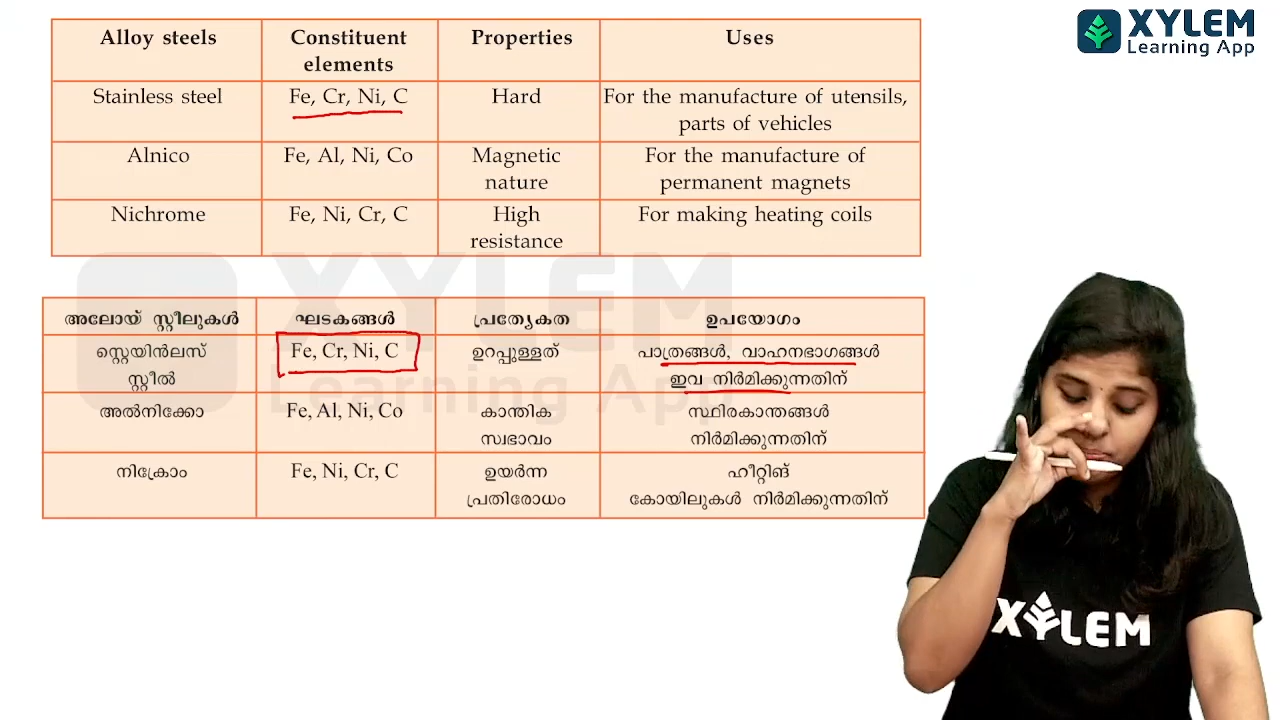 XYLEM
Learning App
Alloy steels | Constituent elements | Properties | Uses
Stainless steel | Fe, Cr, Ni, C | Hard | For the manufacture of utensils, parts of vehicles
Alnico | Fe, Al, Ni, Co | Magnetic nature | For the manufacture of permanent magnets
Nichrome | Fe, Ni, Cr, C | High resistance | For making heating coils
XYLEM
Learning App
അലോയ് സ്റ്റീലുകൾ | ഘടകങ്ങൾ | പ്രത്യേകത | ഉപയോഗം
സ്റ്റെയിൻലസ് സ്റ്റീൽ | Fe, Cr, Ni, C | ഉറപ്പുള്ളത് | പാത്രങ്ങൾ, വാഹനഭാഗങ്ങൾ ഇവ നിർമിക്കുന്നതിന്
അൽനിക്കോ | Fe, Al, Ni, Co | കാന്തിക സ്വഭാവം | സ്ഥിരകാന്തങ്ങൾ നിർമിക്കുന്നതിന്
നിക്രോം | Fe, Ni, Cr, C | ഉയർന്ന പ്രതിരോധം | ഹീറ്റിങ് കോയിലുകൾ നിർമിക്കുന്നതിന്
XYLEM